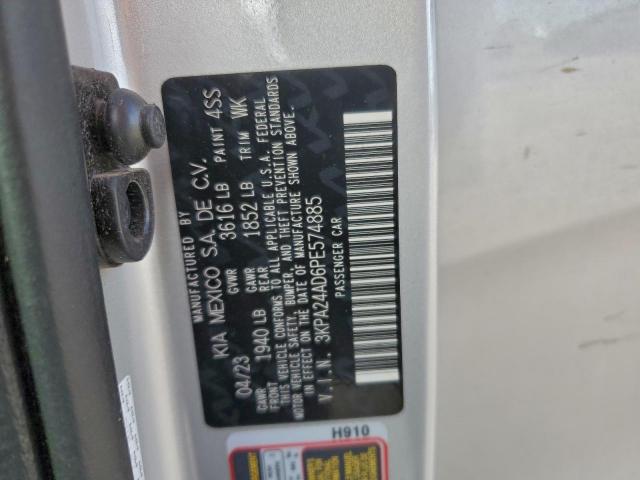 MANUFACTURED BY
KIA MEXICO S.A. DE C.V.
04/23 GVWR 3616 LB PAINT 4SS
GAWR FRONT 1940 LB GAWR REAR 1852 LB TRIM WK
THIS VEHICLE CONFORMS TO ALL APPLICABLE U.S.A. FEDERAL
MOTOR VEHICLE SAFETY, BUMPER, AND THEFT PREVENTION STANDARDS
IN EFFECT ON THE DATE OF MANUFACTURE SHOWN ABOVE.
V.I.N. 3KPA24AD6PE574885
PASSENGER CAR
H910